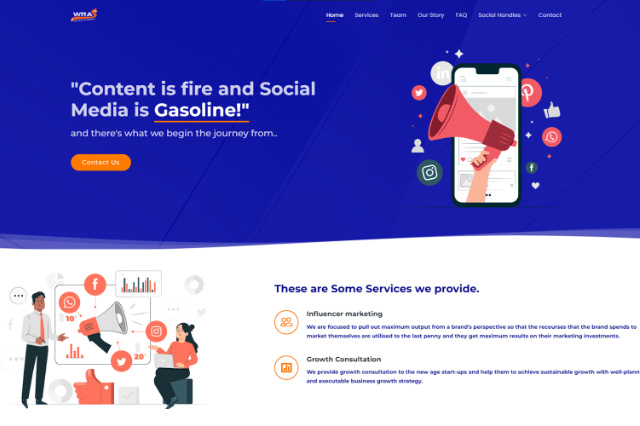 WRAS
Home Services Team Our Story FAQ Social Handles Contact
"Content is fire and Social
Media is Gasoline!"
and there's what we begin the journey from..
Contact Us
10
20
These are Some Services we provide.
Influencer marketing
We are focused to pull out maximum output from a brand's perspective so that the recourses that the brand spends to
market themselves are utilised to the last penny and they get maximum results on their marketing investments.
Growth Consultation
We provide growth consultation to the new age start-ups and help them to achieve sustainable growth with well-plann
and executable business growth strategy.